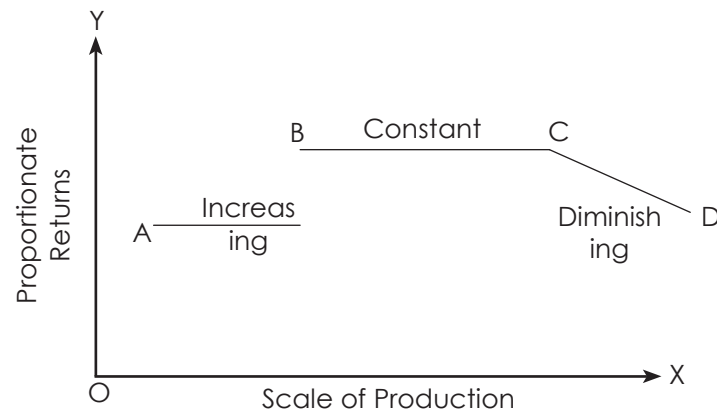 Y
B
Constant
C
Increas
ing
A
Diminish
ing
D
Proportionate
Returns
O
X
Scale of Production